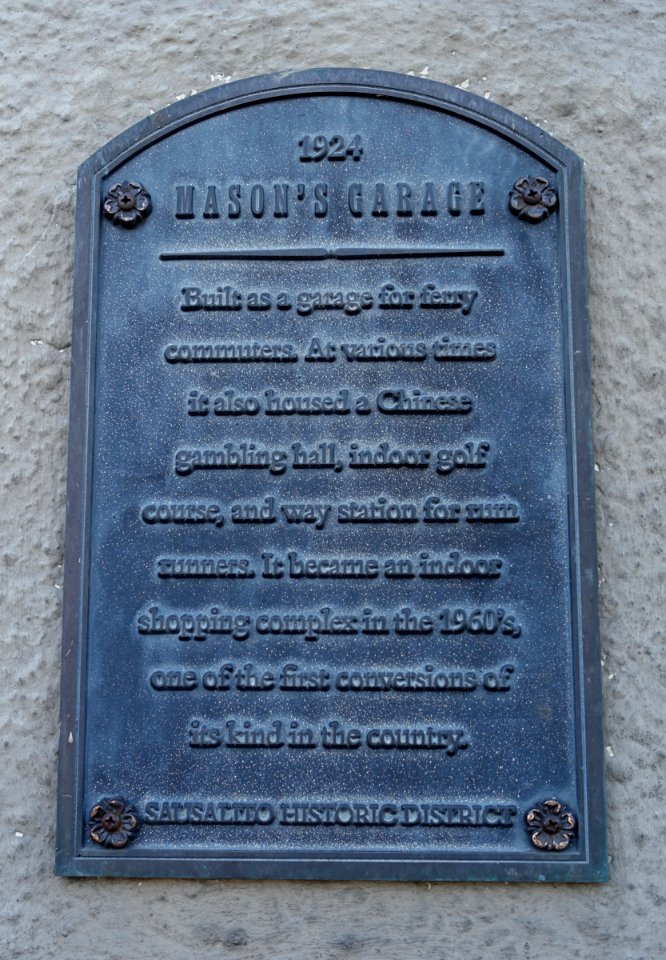 1924
MASON'S GARAGE
Built as a garage for ferry
commuters. At various times
it also housed a Chinese
gambling hall, indoor golf
course, and way station for rum
runners. It became an indoor
shopping complex in the 1960's,
one of the first conversions of
its kind in the country.
SAUSALITO HISTORIC DISTRICT